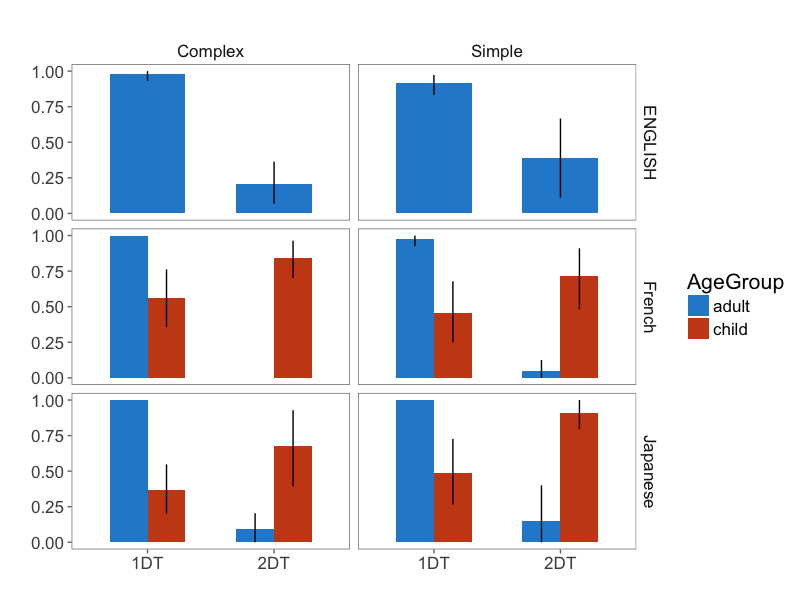 Complex Simple
1.00
0.75
0.50
0.25
0.00
ENGLISH
1.00
0.75
0.50
0.25
0.00
French
1.00
0.75
0.50
0.25
0.00
Japanese
1DT 2DT 1DT 2DT
AgeGroup
adult
child